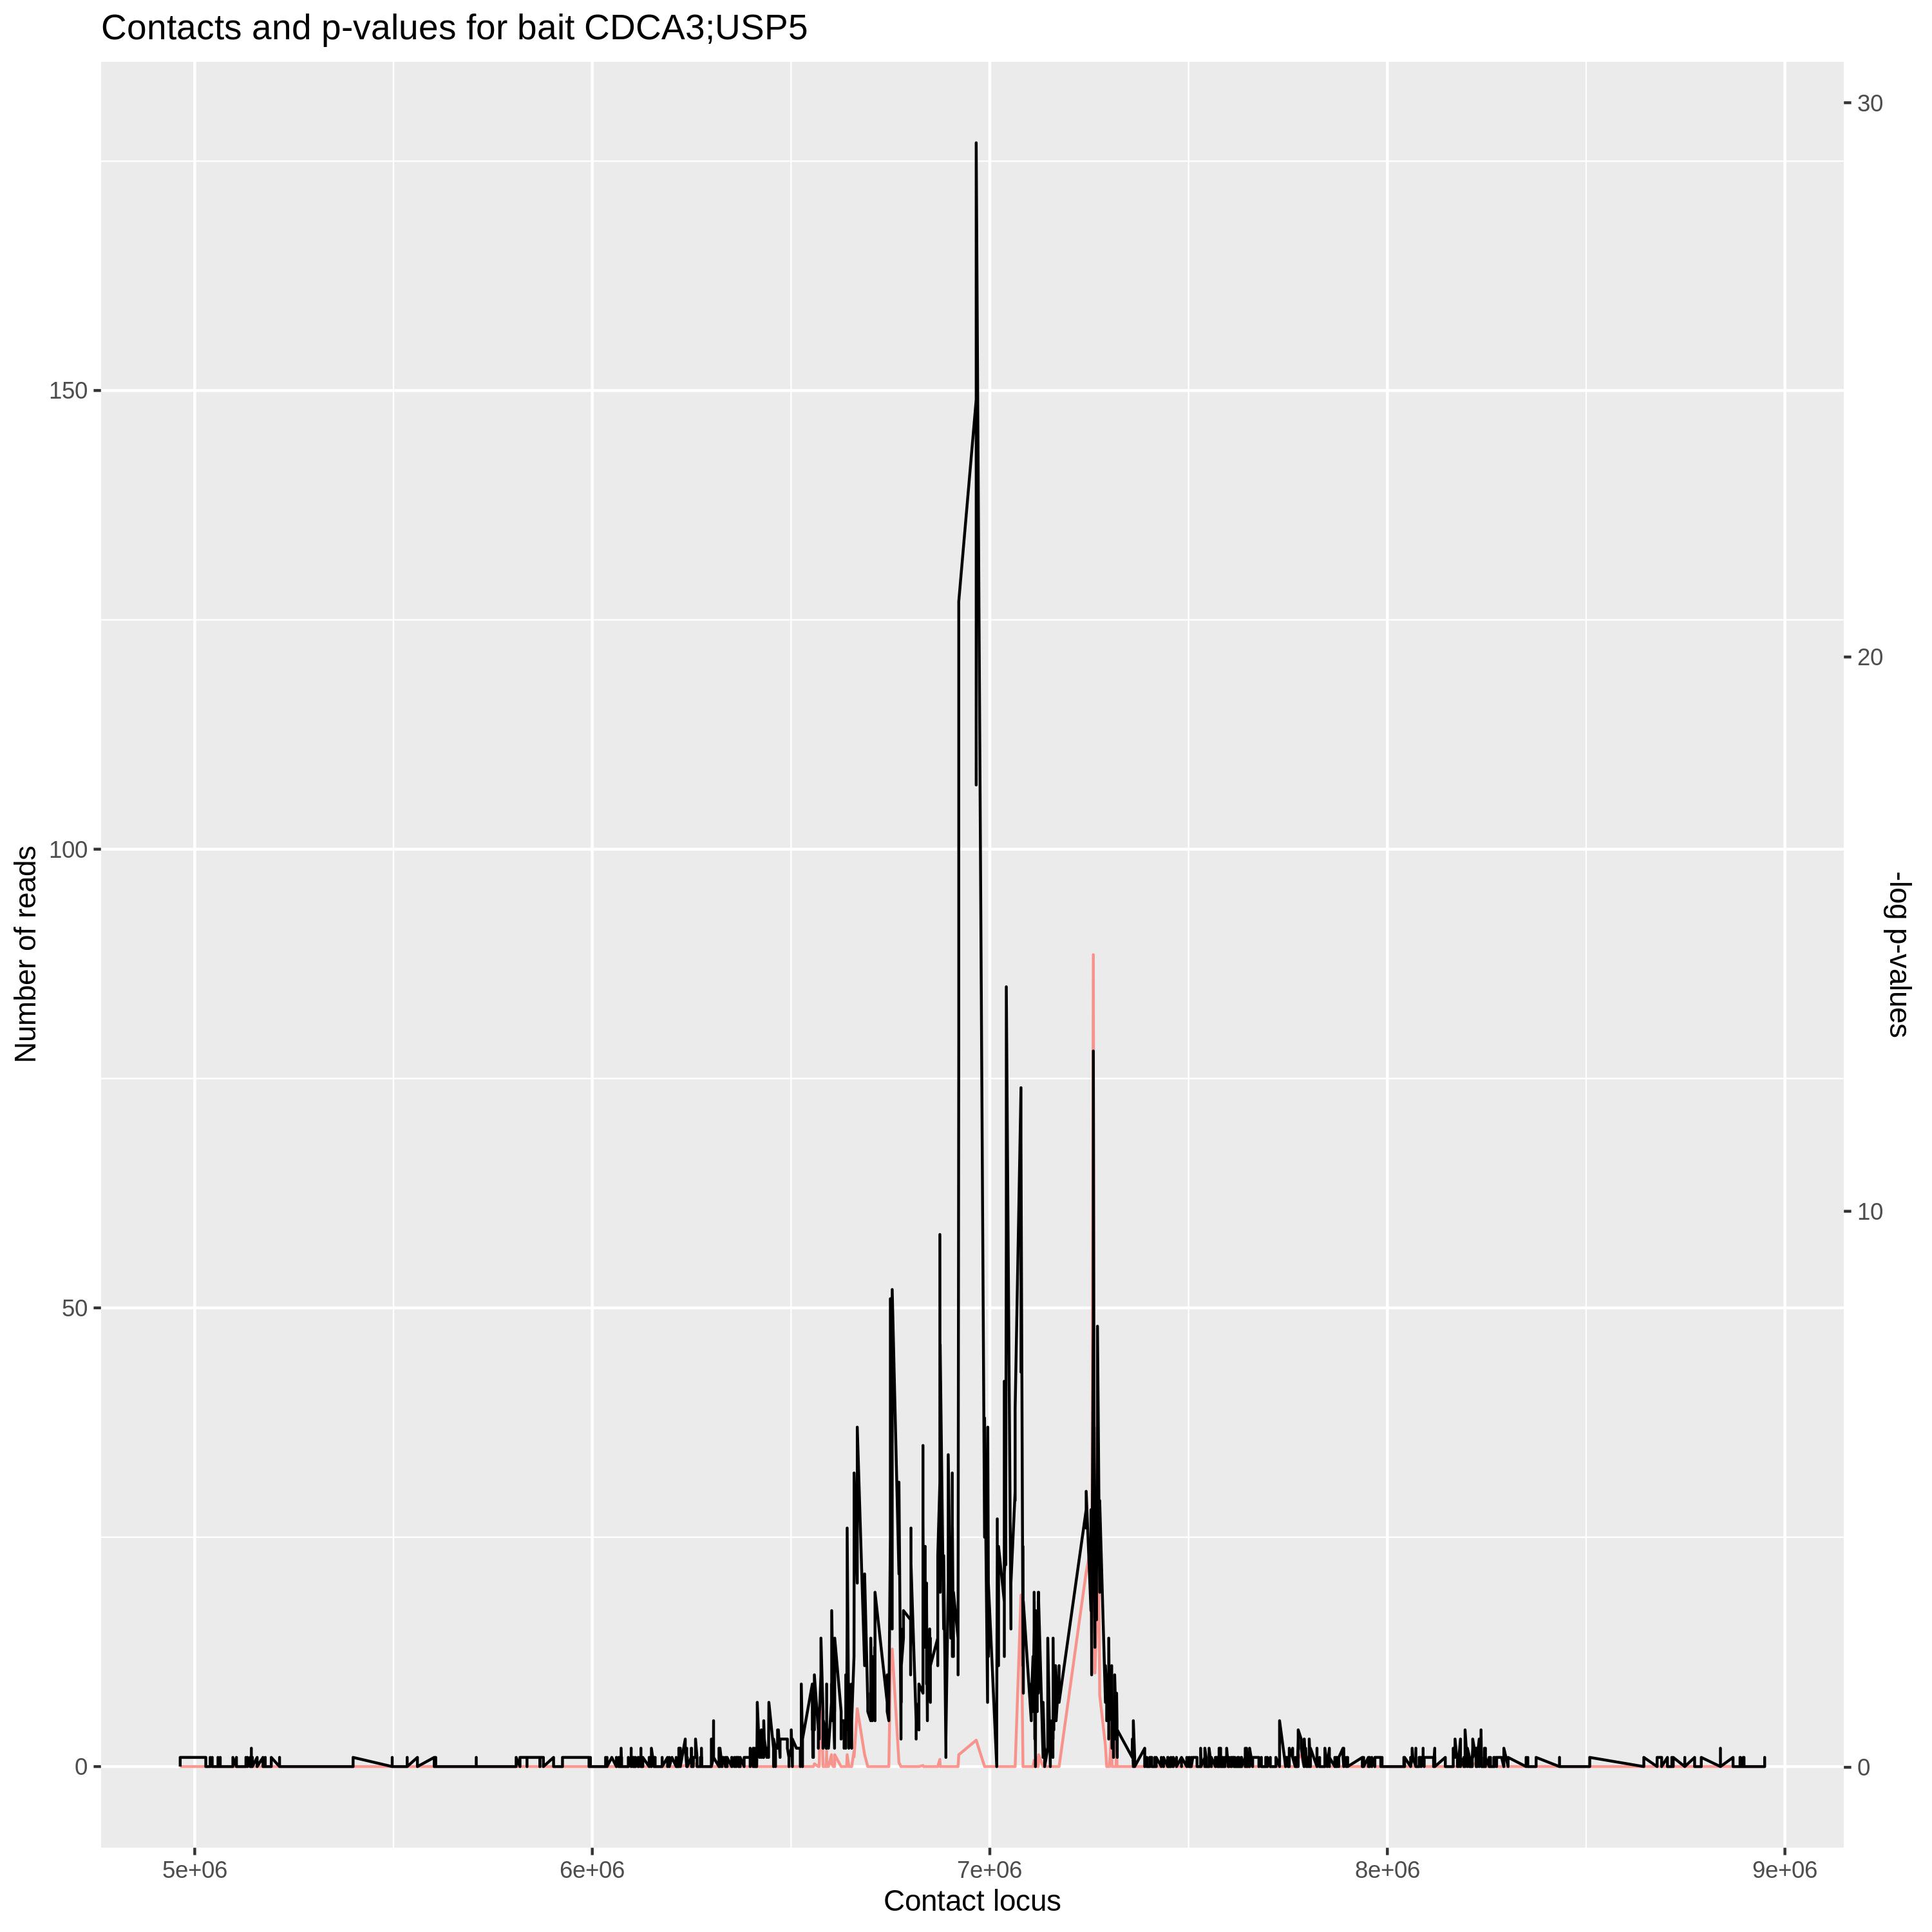 Contacts and p-values for bait CDCA3;USP5
30
150
20
100
Number of reads
-log p-values
10
50
0
0
5e+06 6e+06 7e+06 8e+06 9e+06
Contact locus